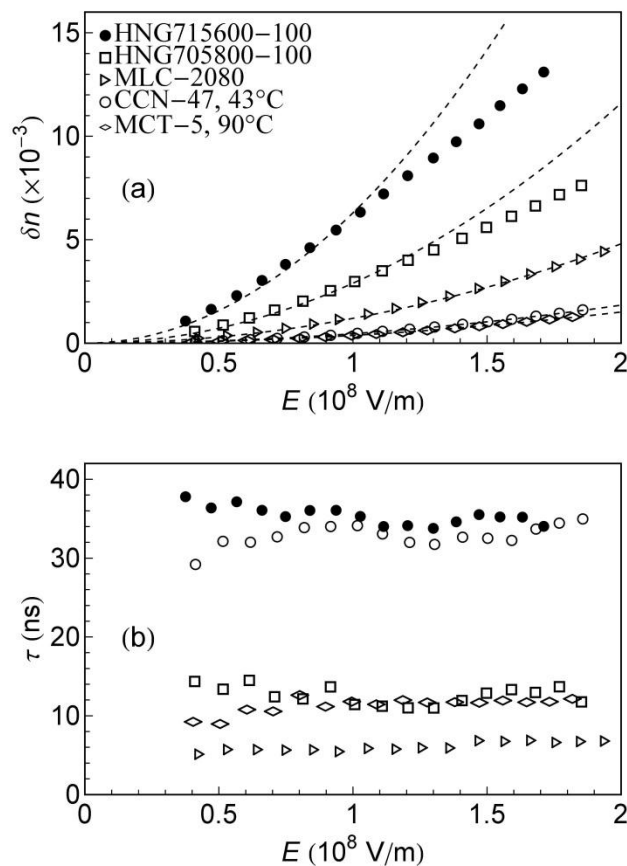 15
10
5
0
● HNG715600−100
□ HNG705800−100
▷ MLC−2080
○ CCN−47, 43°C
◇ MCT−5, 90°C
(a)
δn (×10⁻³)
0 0.5 1 1.5 2
E (10⁸ V/m)
40
30
20
10
0
(b)
τ (ns)
0 0.5 1 1.5 2
E (10⁸ V/m)